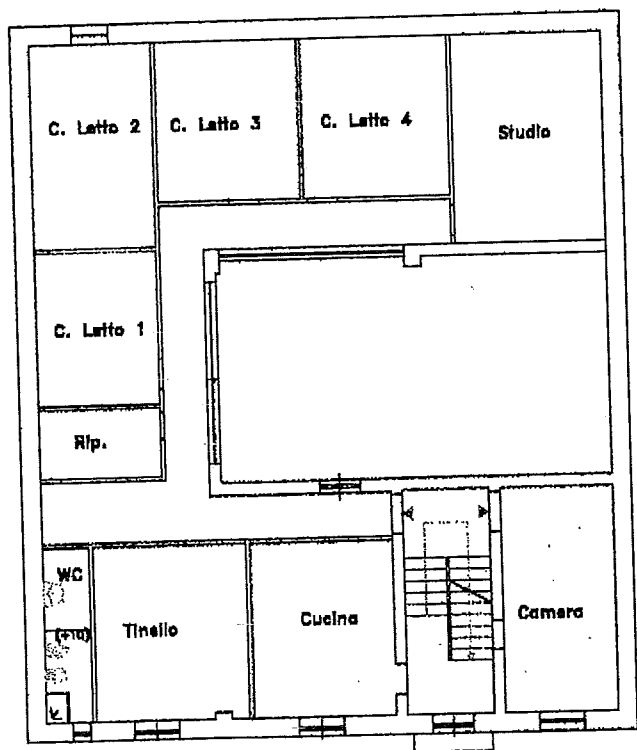 C. Letto 2
C. Letto 3
C. Letto 4
Studio
C. Letto 1
Rip.
WC
Tinello
Cucina
Camera